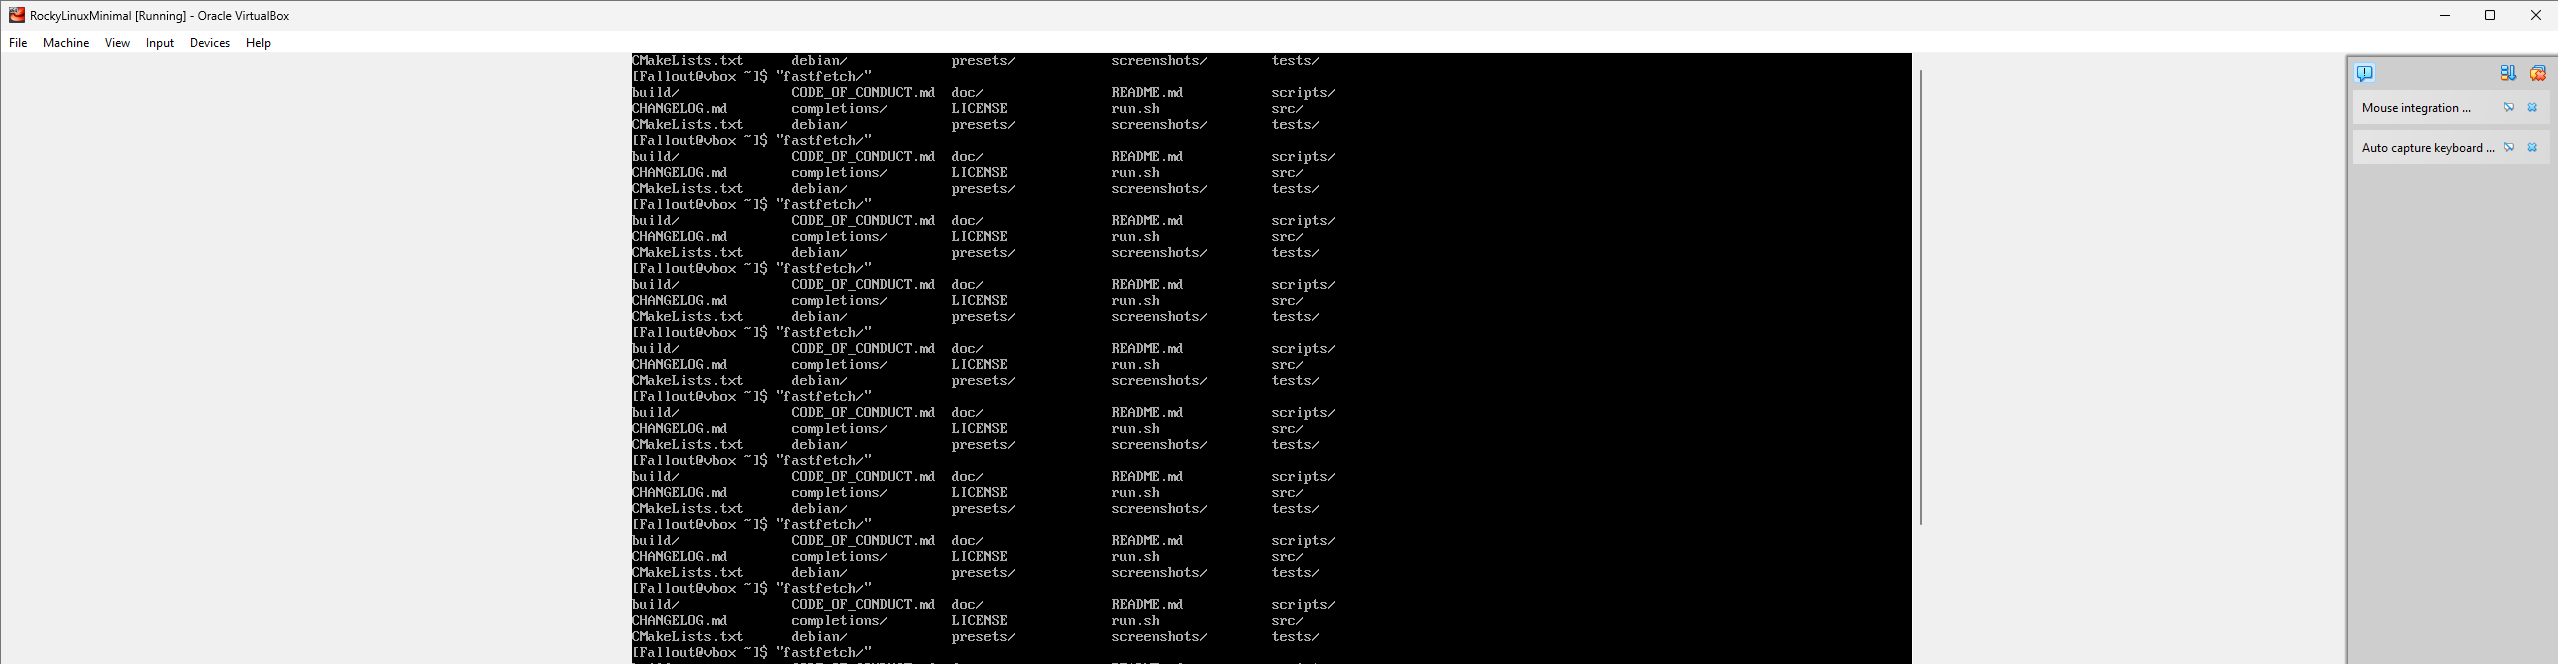 RockyLinuxMinimal [Running] - Oracle VirtualBox
File Machine View Input Devices Help
CMakeLists.txt debian/ presets/ screenshots/ tests/
[Fallout@vbox ~]$ "fastfetch/"
build/ CODE_OF_CONDUCT.md doc/ README.md scripts/
CHANGELOG.md completions/ LICENSE run.sh src/
CMakeLists.txt debian/ presets/ screenshots/ tests/
[Fallout@vbox ~]$ "fastfetch/"
build/ CODE_OF_CONDUCT.md doc/ README.md scripts/
CHANGELOG.md completions/ LICENSE run.sh src/
CMakeLists.txt debian/ presets/ screenshots/ tests/
[Fallout@vbox ~]$ "fastfetch/"
build/ CODE_OF_CONDUCT.md doc/ README.md scripts/
CHANGELOG.md completions/ LICENSE run.sh src/
CMakeLists.txt debian/ presets/ screenshots/ tests/
[Fallout@vbox ~]$ "fastfetch/"
build/ CODE_OF_CONDUCT.md doc/ README.md scripts/
CHANGELOG.md completions/ LICENSE run.sh src/
CMakeLists.txt debian/ presets/ screenshots/ tests/
[Fallout@vbox ~]$ "fastfetch/"
build/ CODE_OF_CONDUCT.md doc/ README.md scripts/
CHANGELOG.md completions/ LICENSE run.sh src/
CMakeLists.txt debian/ presets/ screenshots/ tests/
[Fallout@vbox ~]$ "fastfetch/"
build/ CODE_OF_CONDUCT.md doc/ README.md scripts/
CHANGELOG.md completions/ LICENSE run.sh src/
CMakeLists.txt debian/ presets/ screenshots/ tests/
[Fallout@vbox ~]$ "fastfetch/"
build/ CODE_OF_CONDUCT.md doc/ README.md scripts/
CHANGELOG.md completions/ LICENSE run.sh src/
CMakeLists.txt debian/ presets/ screenshots/ tests/
[Fallout@vbox ~]$ "fastfetch/"
build/ CODE_OF_CONDUCT.md doc/ README.md scripts/
CHANGELOG.md completions/ LICENSE run.sh src/
CMakeLists.txt debian/ presets/ screenshots/ tests/
[Fallout@vbox ~]$ "fastfetch/"
build/ CODE_OF_CONDUCT.md doc/ README.md scripts/
CHANGELOG.md completions/ LICENSE run.sh src/
CMakeLists.txt debian/ presets/ screenshots/ tests/
[Fallout@vbox ~]$ "fastfetch/"
Mouse integration ...
Auto capture keyboard ...